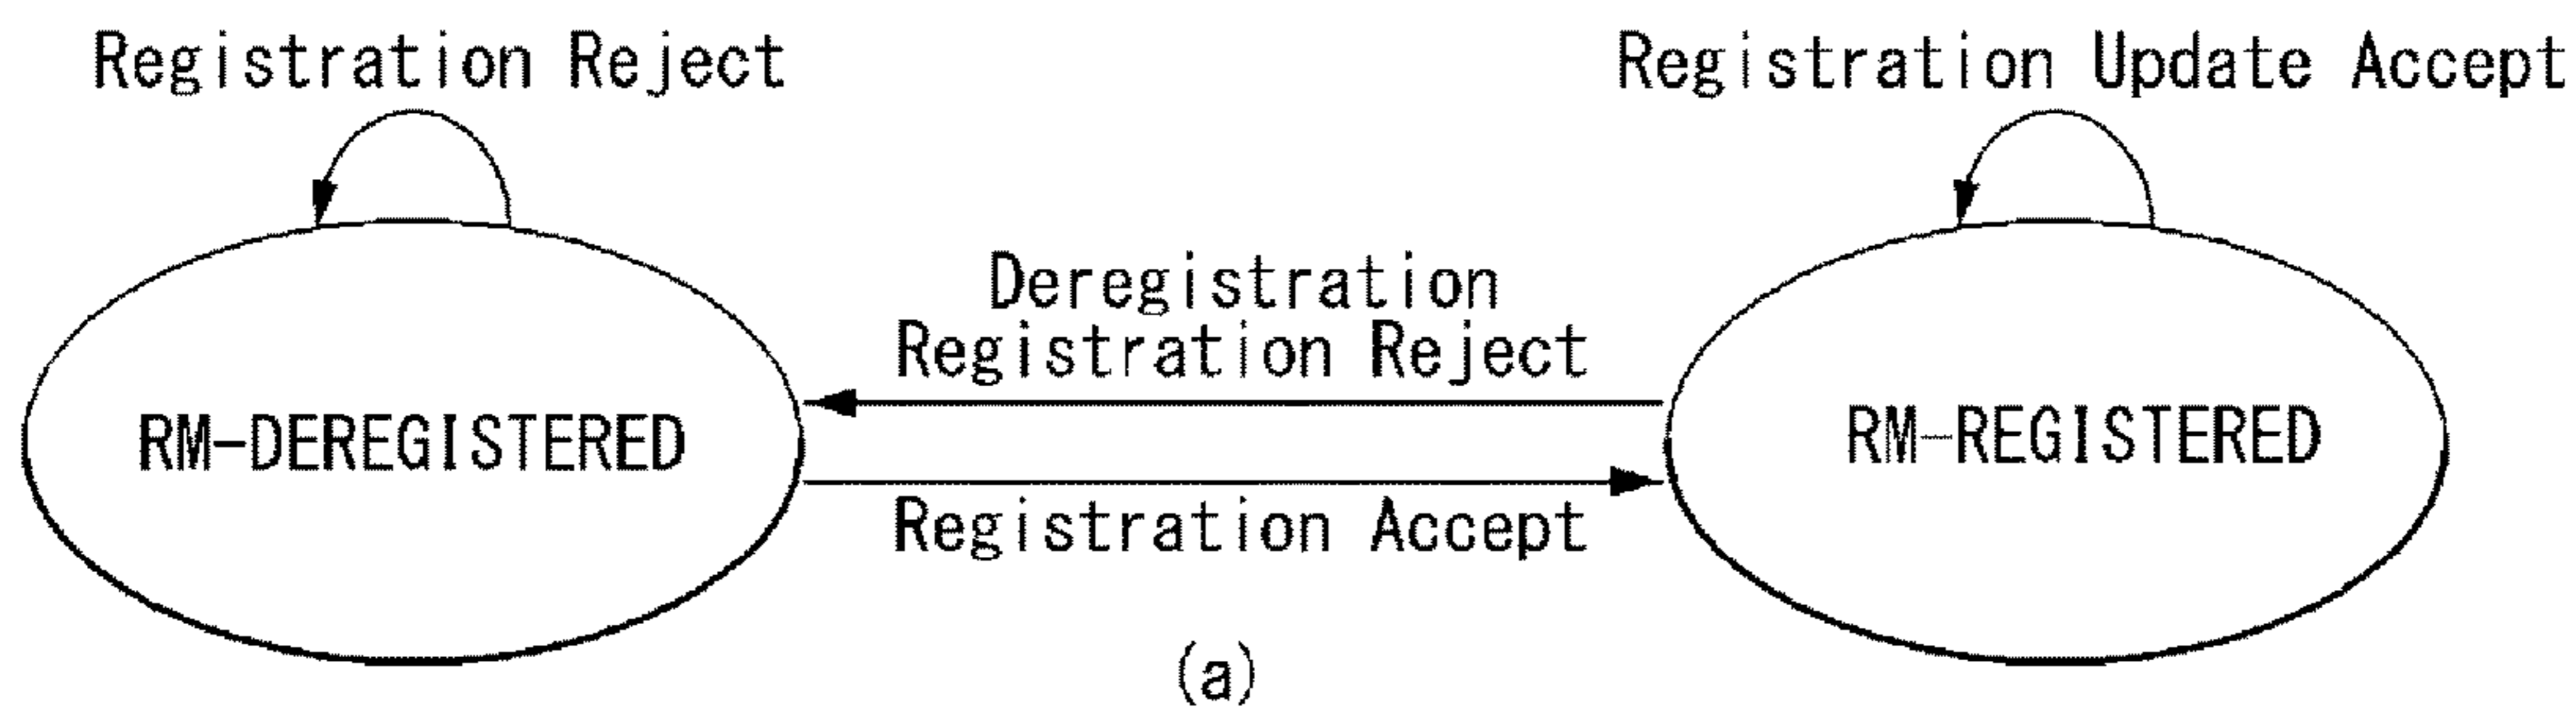 Registration Reject
Registration Update Accept
Deregistration
Registration Reject
RM-DEREGISTERED
RM-REGISTERED
Registration Accept
(a)